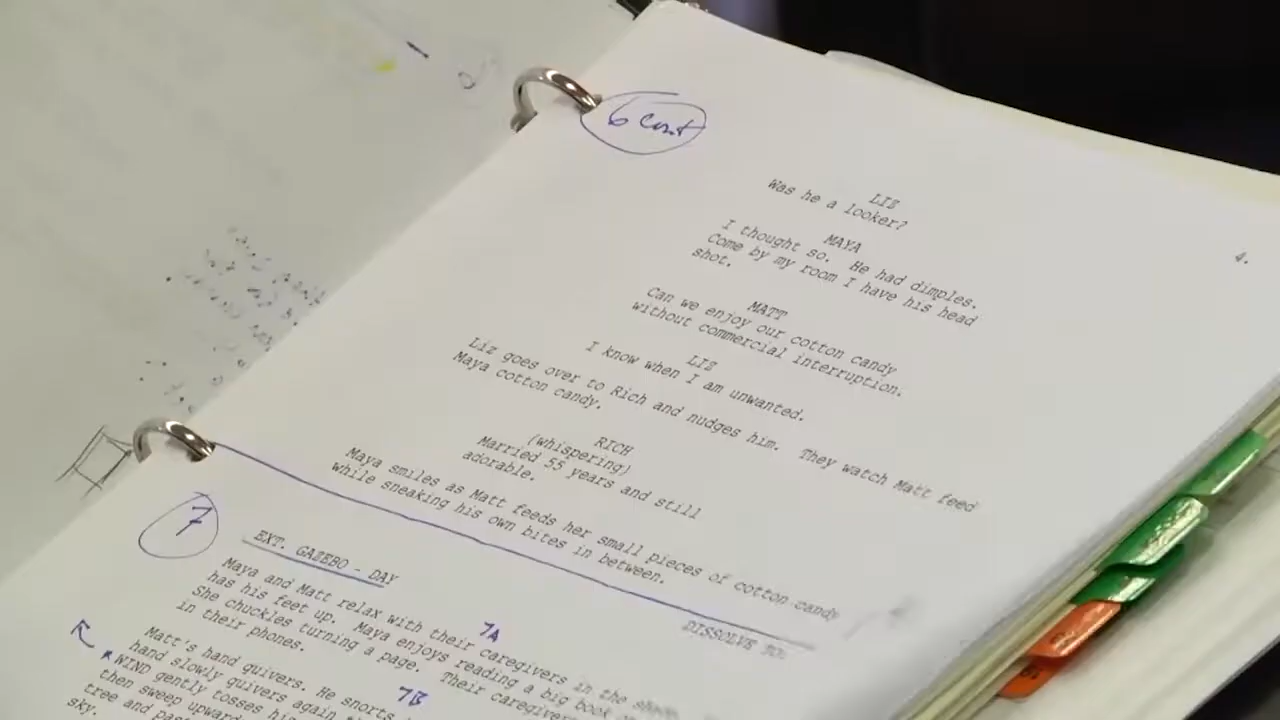 6 cont
4.
LIZ
Was he a looker?
MAYA
I thought so. He had dimples.
Come by my room I have his head
shot.
MATT
Can we enjoy our cotton candy
without commercial interruption.
LIZ
I know when I am unwanted.
Liz goes over to Rich and nudges him. They watch Matt feed
Maya cotton candy.
RICH
(whispering)
Married 55 years and still
adorable.
Maya smiles as Matt feeds her small pieces of cotton candy
while sneaking his own bites in between.
DISSOLVE TO:
7
EXT. GAZEBO - DAY
Maya and Matt relax with their caregivers in the
has his feet up. Maya enjoys reading a big book
She chuckles turning a page. Their
in their phones.
7A
Matt's hand quivers. He snorts
hand slowly quivers again
7B
WIND gently tosses
then sweep
tree and
sky.